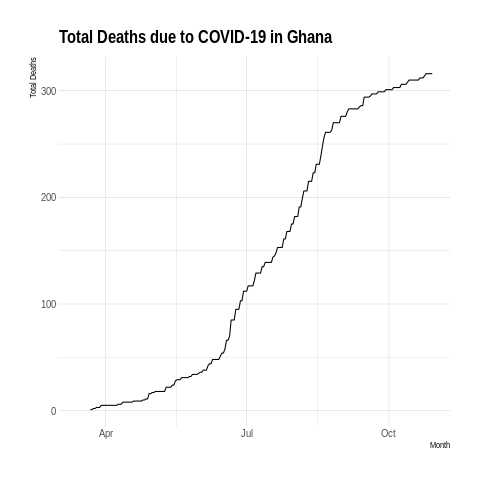 Total Deaths due to COVID-19 in Ghana
Total Deaths
300
200
100
0
Apr Jul Oct
Month